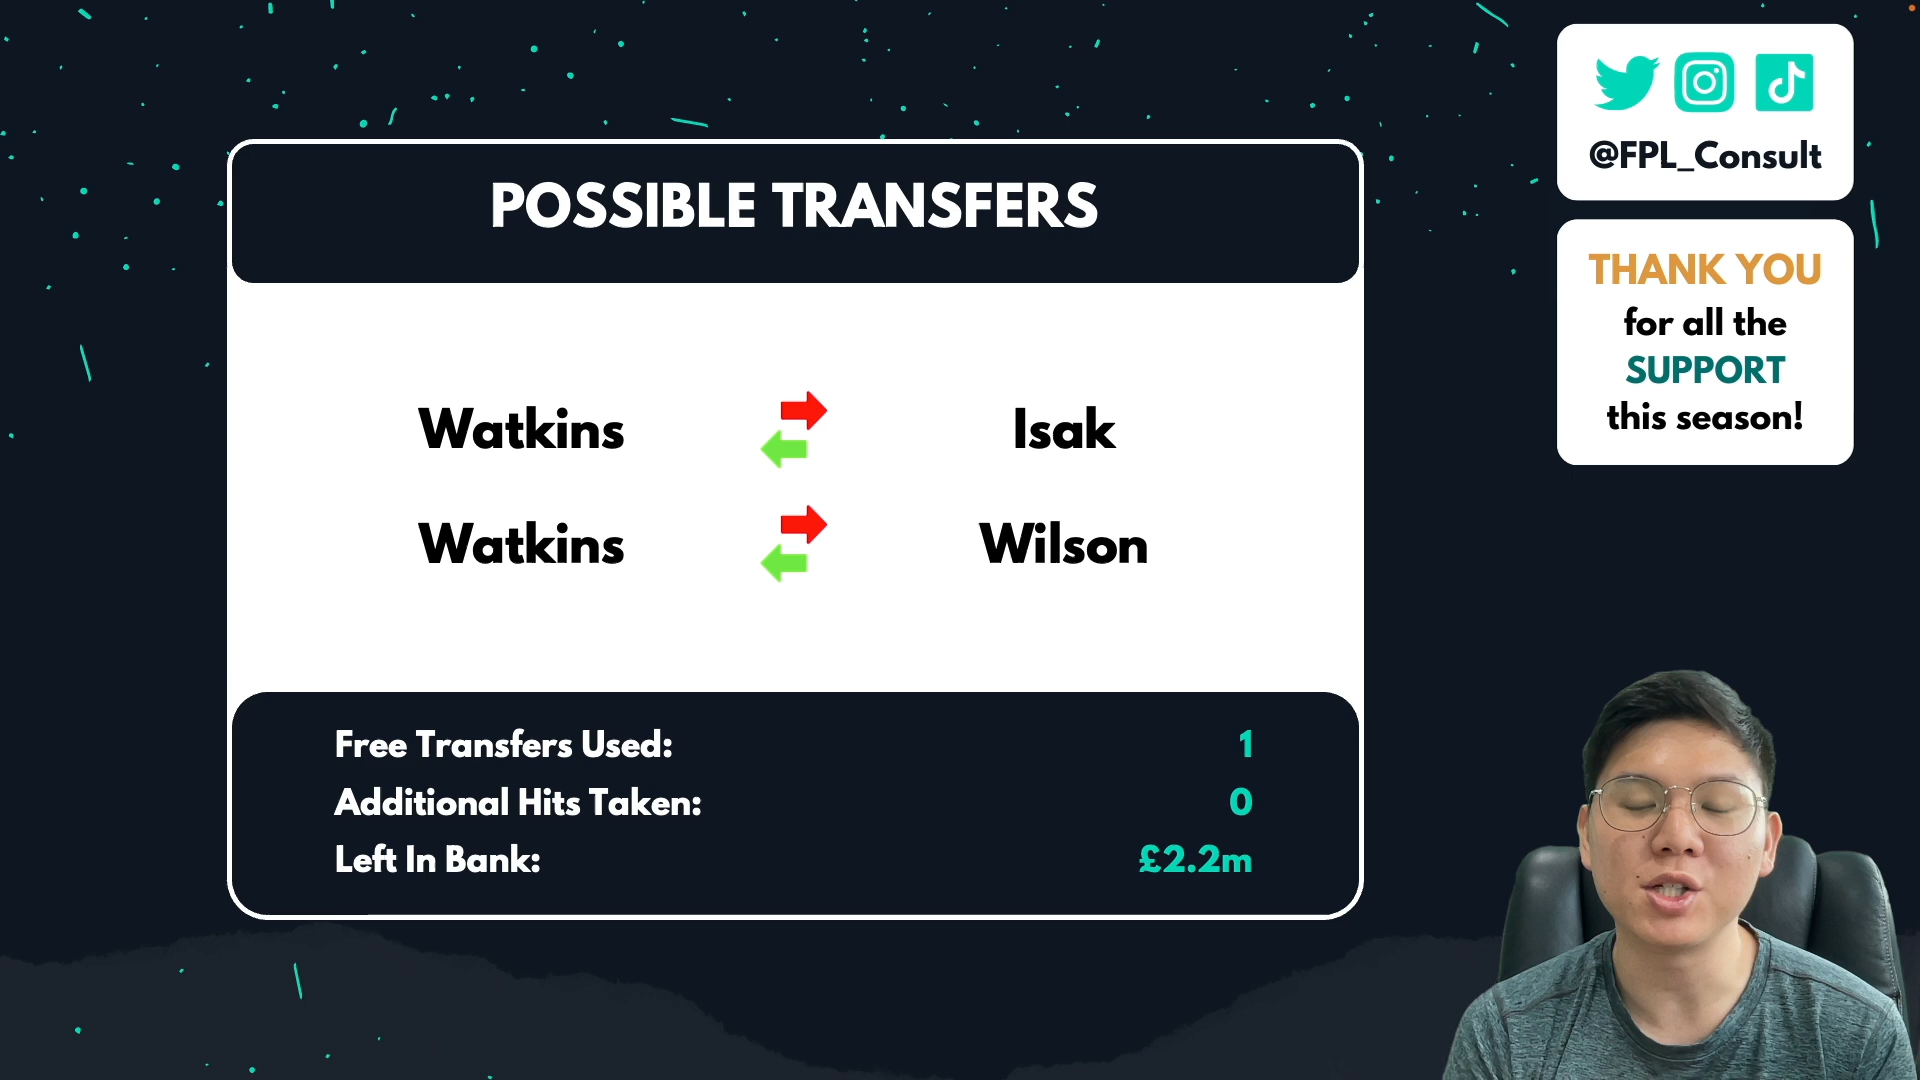 POSSIBLE TRANSFERS
Watkins Isak
Watkins Wilson
Free Transfers Used: 1
Additional Hits Taken: 0
Left In Bank: £2.2m
@FPL_Consult
THANK YOU
for all the
SUPPORT
this season!